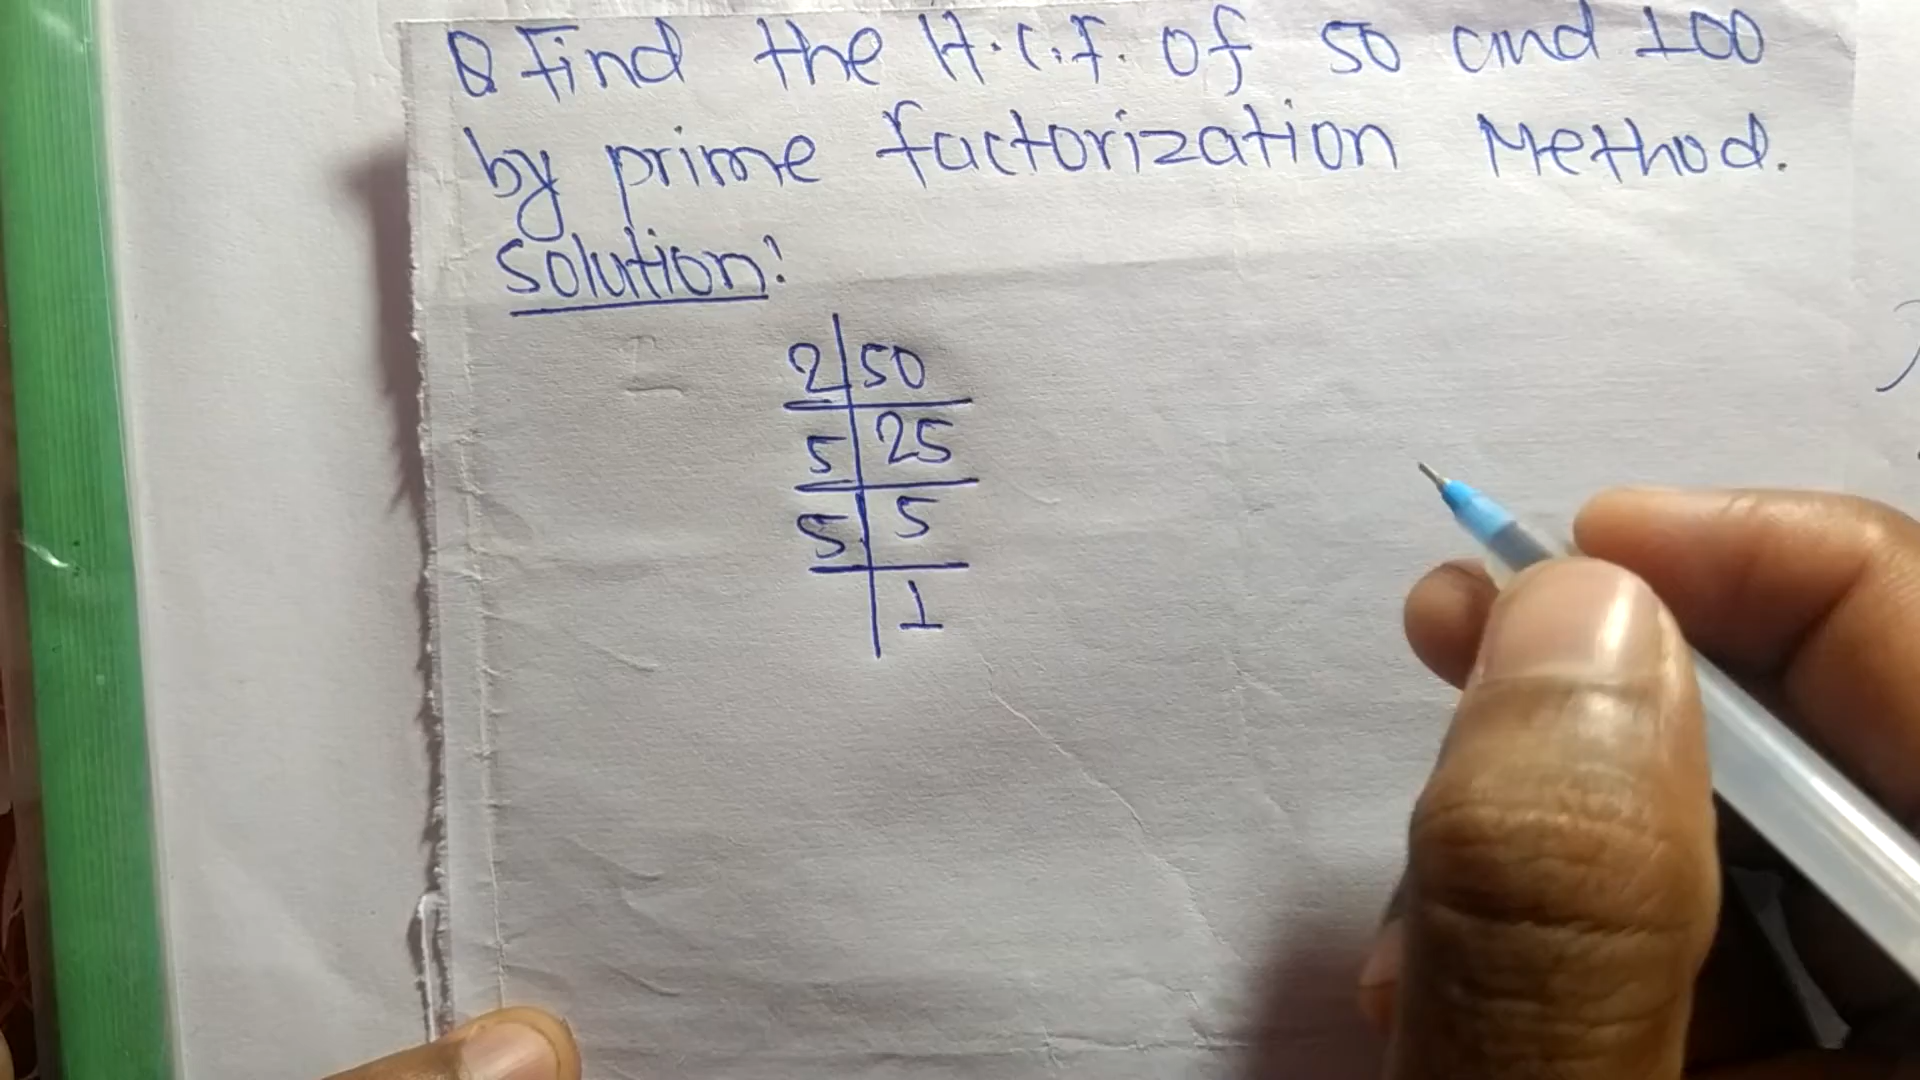 Q Find the H.C.F. of 50 and 100
by prime factorization Method.
Solution:
2 50
5 25
5 5
1